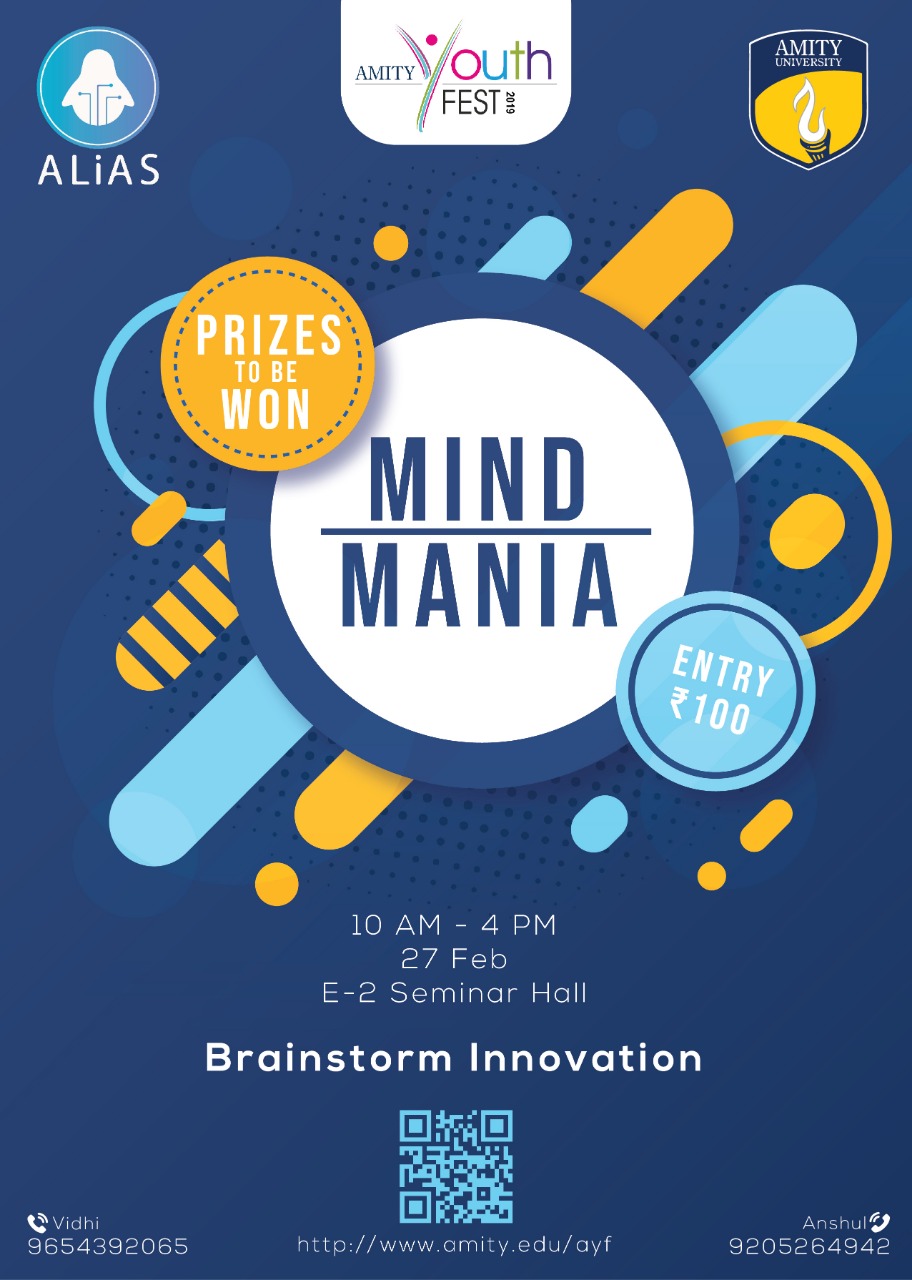 ALiAS
AMITY Youth
FEST 2019
AMITY
UNIVERSITY
PRIZES
TO BE
WON
MIND
MANIA
ENTRY
₹100
10 AM - 4 PM
27 Feb
E-2 Seminar Hall
Brainstorm Innovation
Vidhi
9654392065
http://www.amity.edu/ayf
Anshul
9205264942